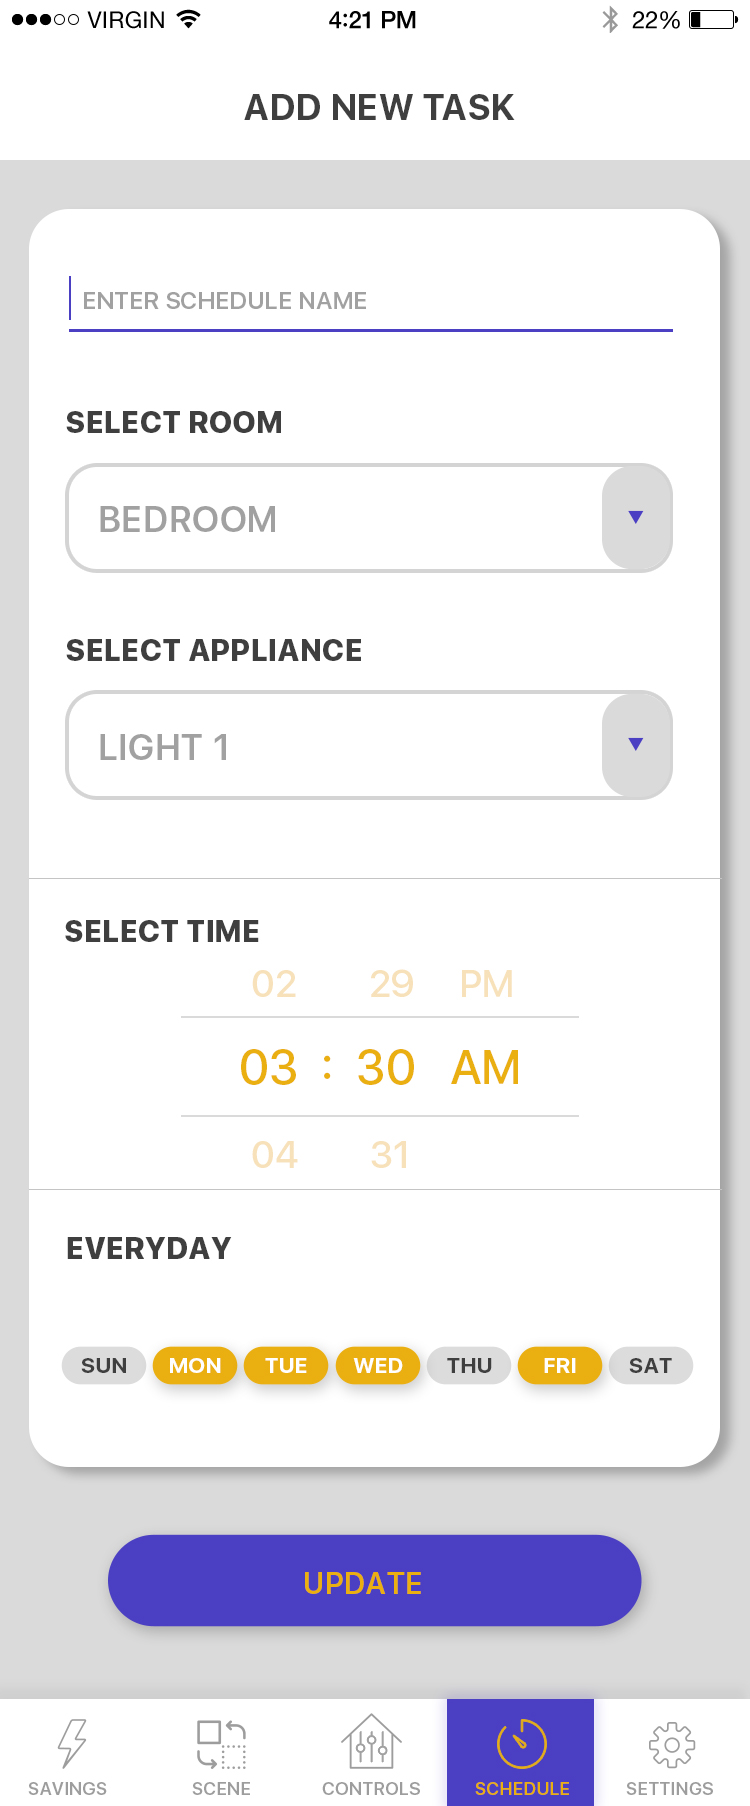 VIRGIN 4:21 PM 22%
ADD NEW TASK
ENTER SCHEDULE NAME
SELECT ROOM
BEDROOM
SELECT APPLIANCE
LIGHT 1
SELECT TIME
02 29 PM
03 : 30 AM
04 31
EVERYDAY
SUN MON TUE WED THU FRI SAT
UPDATE
SAVINGS SCENE CONTROLS SCHEDULE SETTINGS